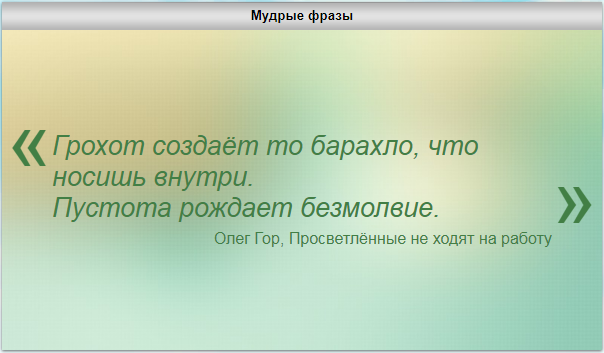 Мудрые фразы
« Грохот создаёт то барахло, что
носишь внутри.
Пустота рождает безмолвие. »
Олег Гор, Просветлённые не ходят на работу